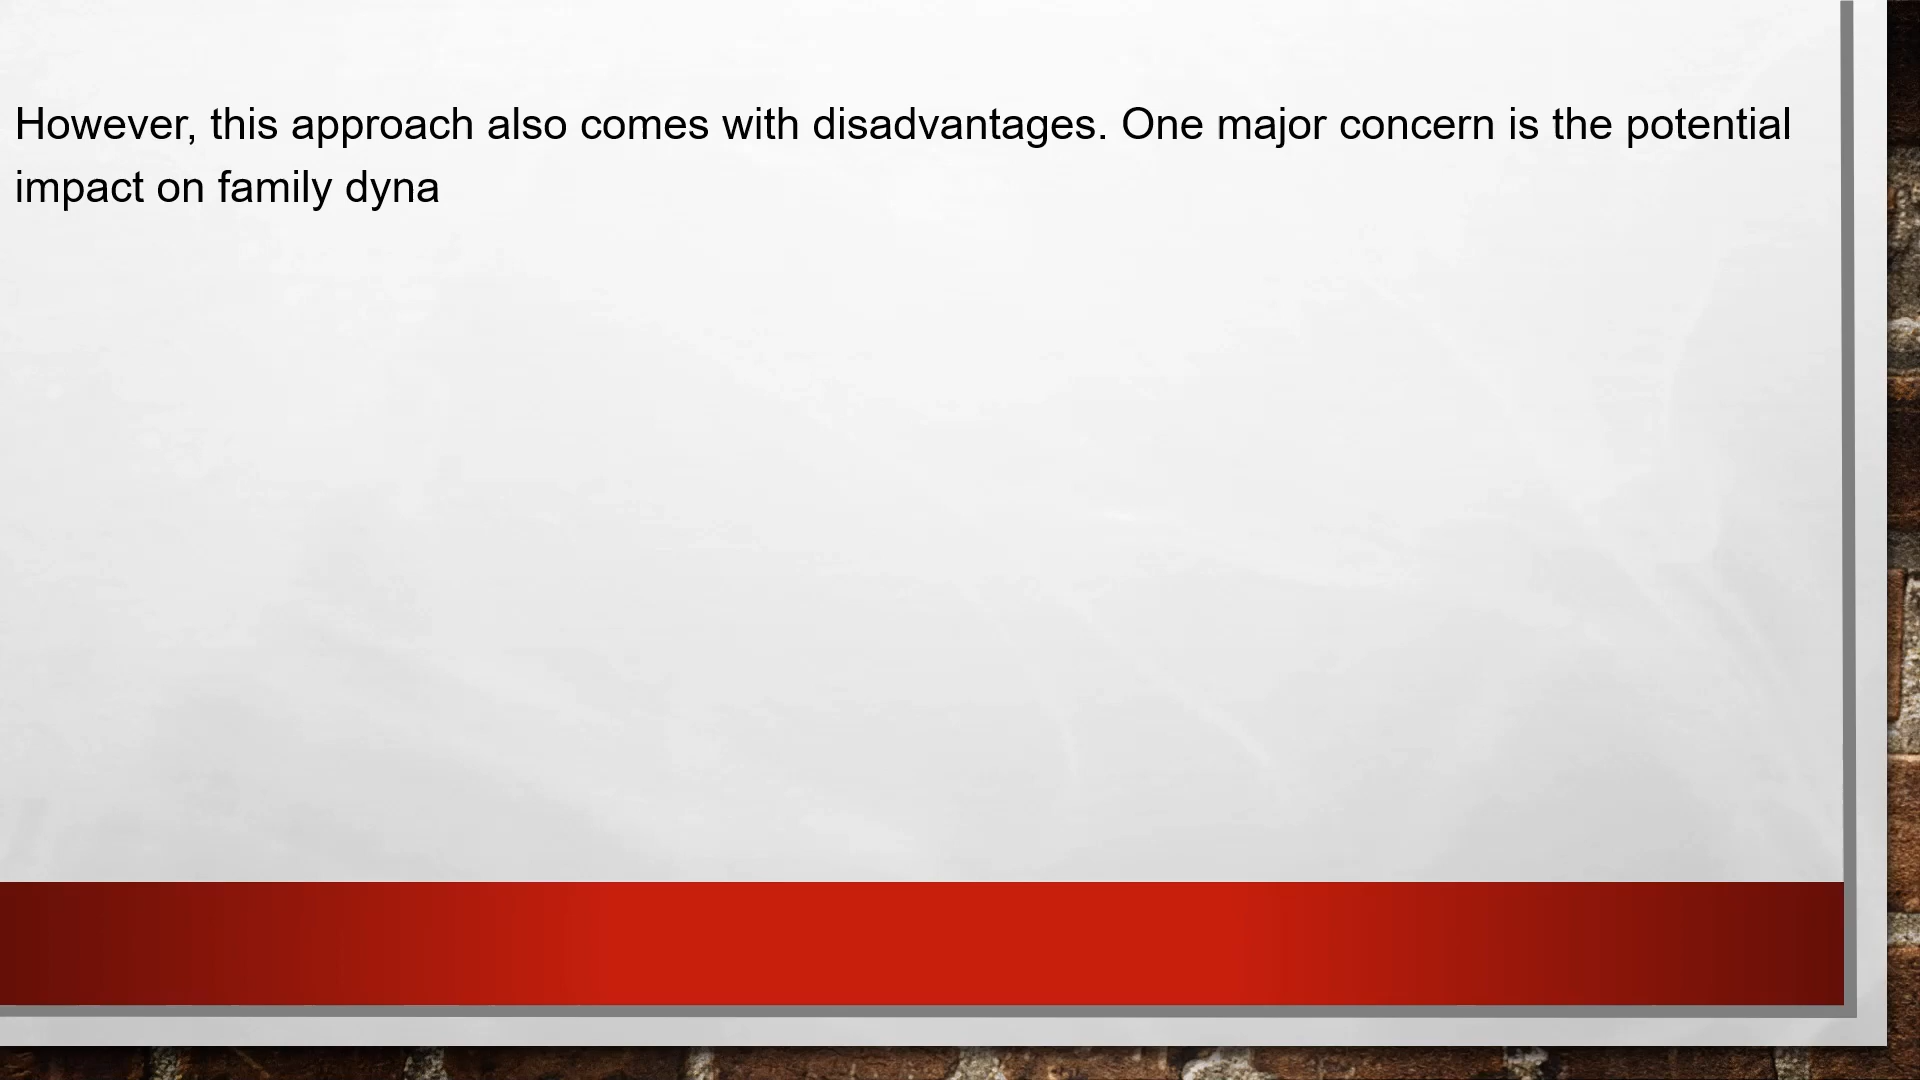 However, this approach also comes with disadvantages. One major concern is the potential
impact on family dyna